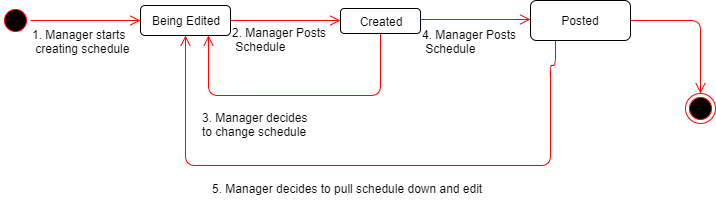 Being Edited
Created
Posted
1. Manager starts
creating schedule
2. Manager Posts
Schedule
4. Manager Posts
Schedule
3. Manager decides
to change schedule
5. Manager decides to pull schedule down and edit